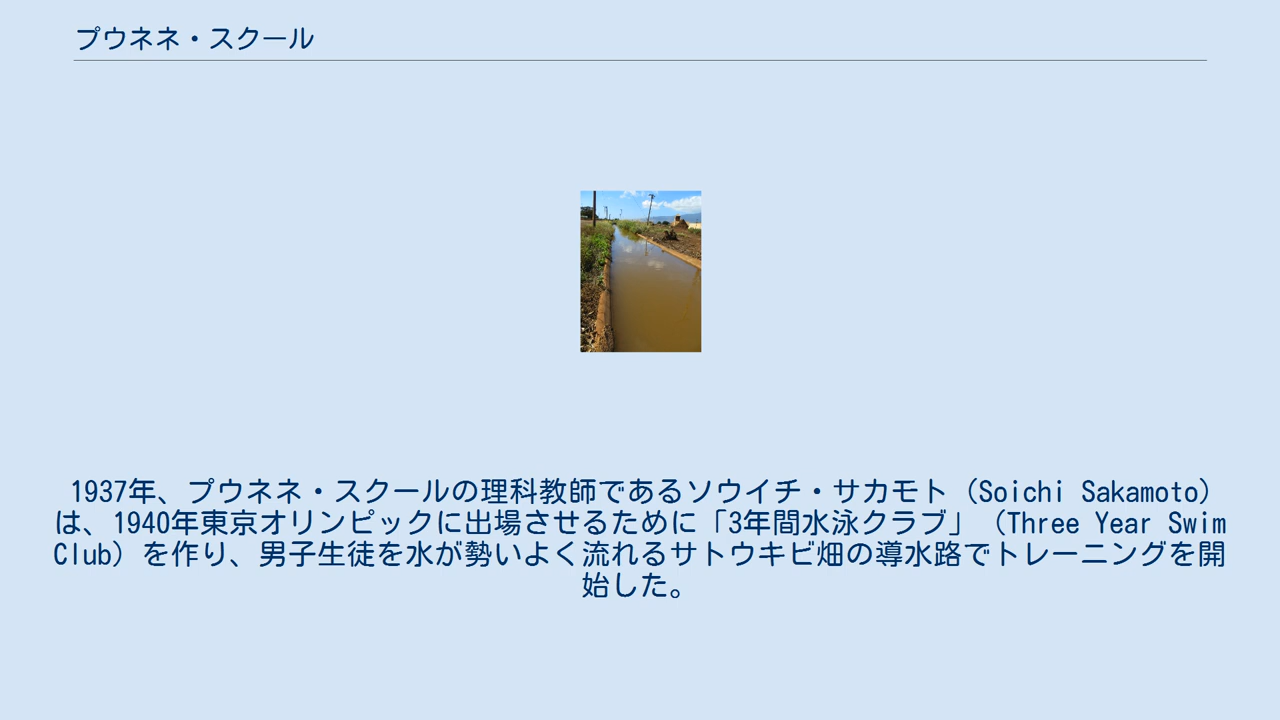 プウネネ・スクール
1937年、プウネネ・スクールの理科教師であるソウイチ・サカモト（Soichi Sakamoto）
は、1940年東京オリンピックに出場させるために「3年間水泳クラブ」（Three Year Swim
Club）を作り、男子生徒を水が勢いよく流れるサトウキビ畑の導水路でトレーニングを開
始した。